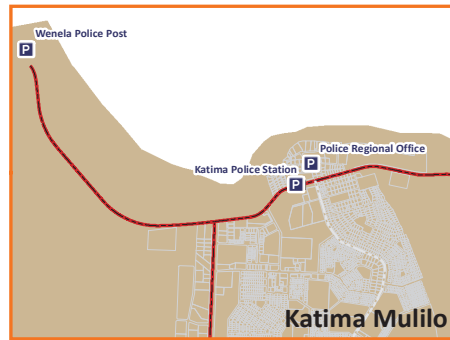 Wenela Police Post
P
Police Regional Office
P
Katima Police Station
P
Katima Mulilo